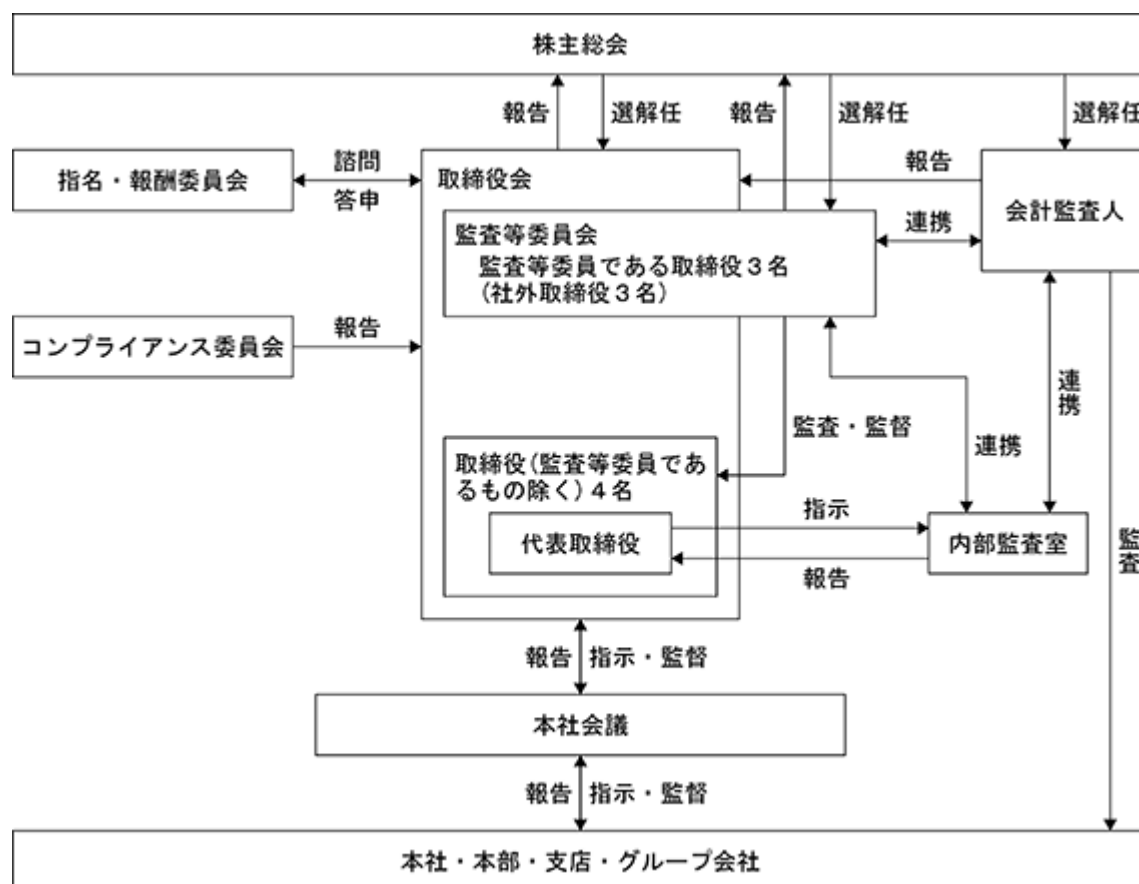 株主総会
報告
選解任
報告
選解任
選解任
指名・報酬委員会
諮問
答申
取締役会
報告
会計監査人
監査等委員会
監査等委員である取締役3名
(社外取締役3名)
連携
コンプライアンス委員会
報告
連携
監査・監督
連携
取締役(監査等委員であ
るもの除く)4名
代表取締役
指示
報告
内部監査室
監査
報告
指示・監督
本社会議
報告
指示・監督
本社・本部・支店・グループ会社